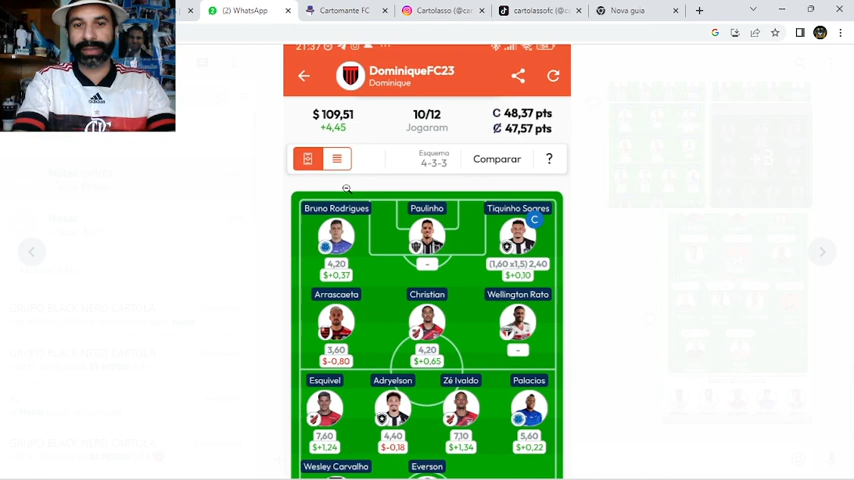 (2) WhatsApp
Cartomante FC
Cartolasso (@car
cartolassofc (@c
Nova guia
21:37
DominiqueFC23
Dominique
$ 109,51
+4,45
10/12
Jogaram
C 48,37 pts
₡ 47,57 pts
Esquema
4-3-3
Comparar
?
Bruno Rodrigues
Paulinho
Tiquinho Soares
C
4,20
$+0,37
-
(1,60 x1,5) 2,40
$+0,10
Arrascaeta
Christian
Wellington Rato
3,60
$-0,80
4,20
$+0,65
-
Esquivel
Adryelson
Zé Ivaldo
Palacios
7,60
$+1,24
4,40
$-0,18
7,10
$+1,34
5,60
$+0,22
Wesley Carvalho
Everson
adidas